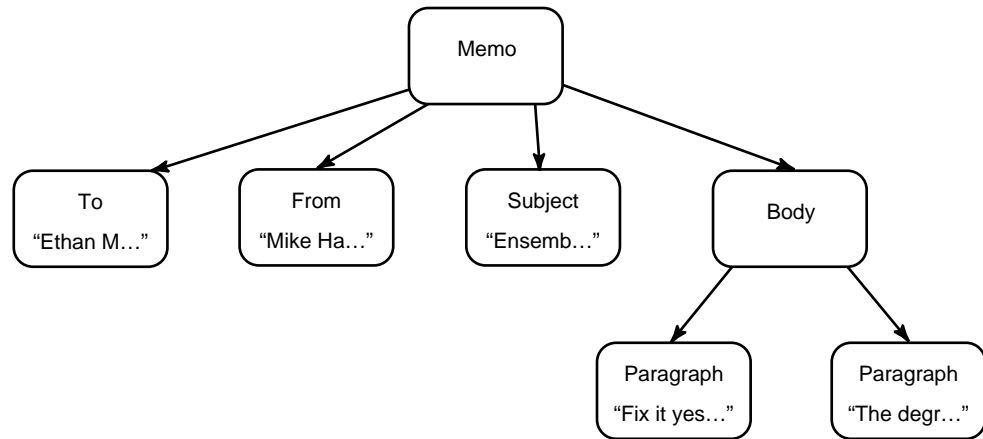 Memo
To
“Ethan M…”
From
“Mike Ha…”
Subject
“Ensemb…”
Body
Paragraph
“Fix it yes…”
Paragraph
“The degr…”